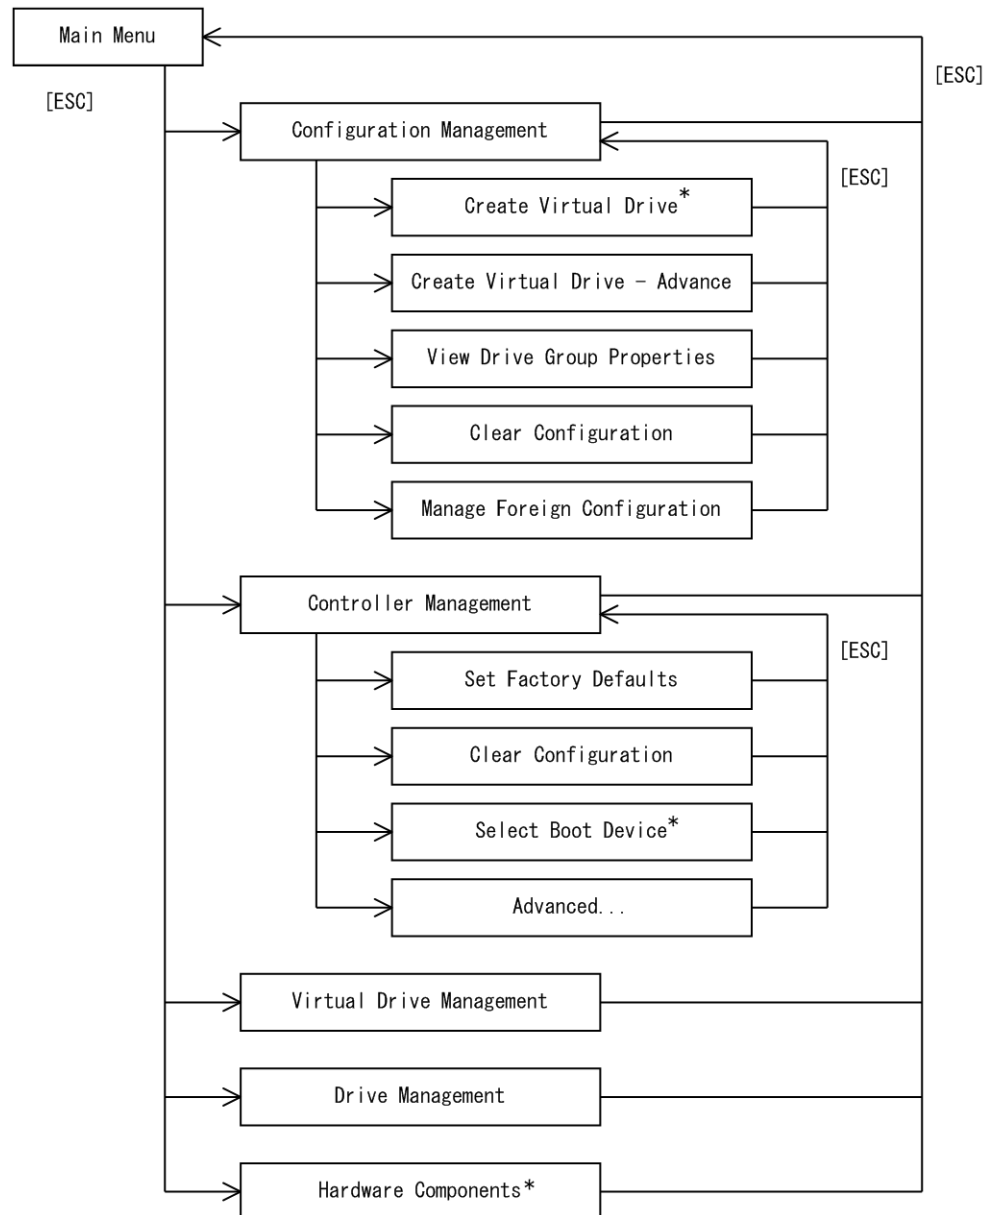 Main Menu
[ESC]
[ESC]
Configuration Management
[ESC]
Create Virtual Drive*
Create Virtual Drive - Advance
View Drive Group Properties
Clear Configuration
Manage Foreign Configuration
Controller Management
[ESC]
Set Factory Defaults
Clear Configuration
Select Boot Device*
Advanced...
Virtual Drive Management
Drive Management
Hardware Components*